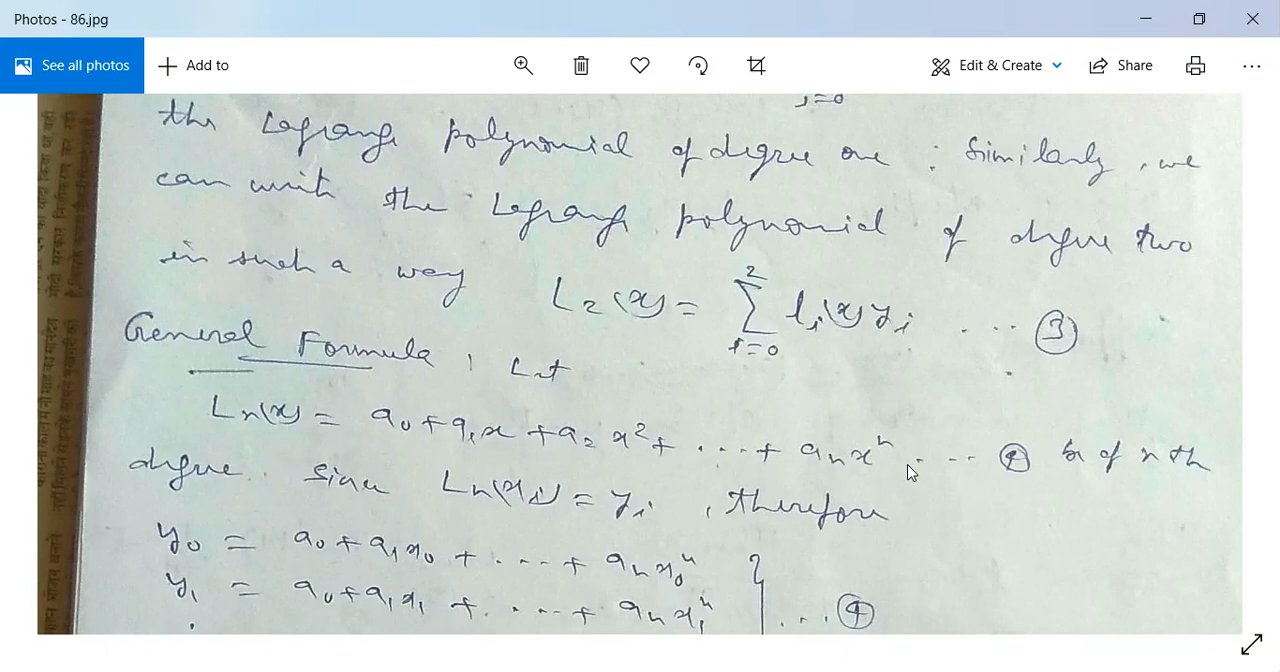 Photos - 86.jpg
See all photos
Add to
Edit & Create
Share
i=0
the Lagrange polynomial of degree one ; Similarly, we
can write the Lagrange polynomial of degree two
in such a way L₂(x) = ∑ᵢ₌₀² lᵢ(x) yᵢ .... ③
General Formula : Let
Lₙ(x) = a₀ + a₁x + a₂x² + ....+ aₙxⁿ ....
be of nth
degree. Since Lₙ(xᵢ) = yᵢ , therefore
y₀ = a₀ + a₁x₀ + ....+ aₙx₀ⁿ
y₁ = a₀ + a₁x₁ + ....+ aₙx₁ⁿ ....④